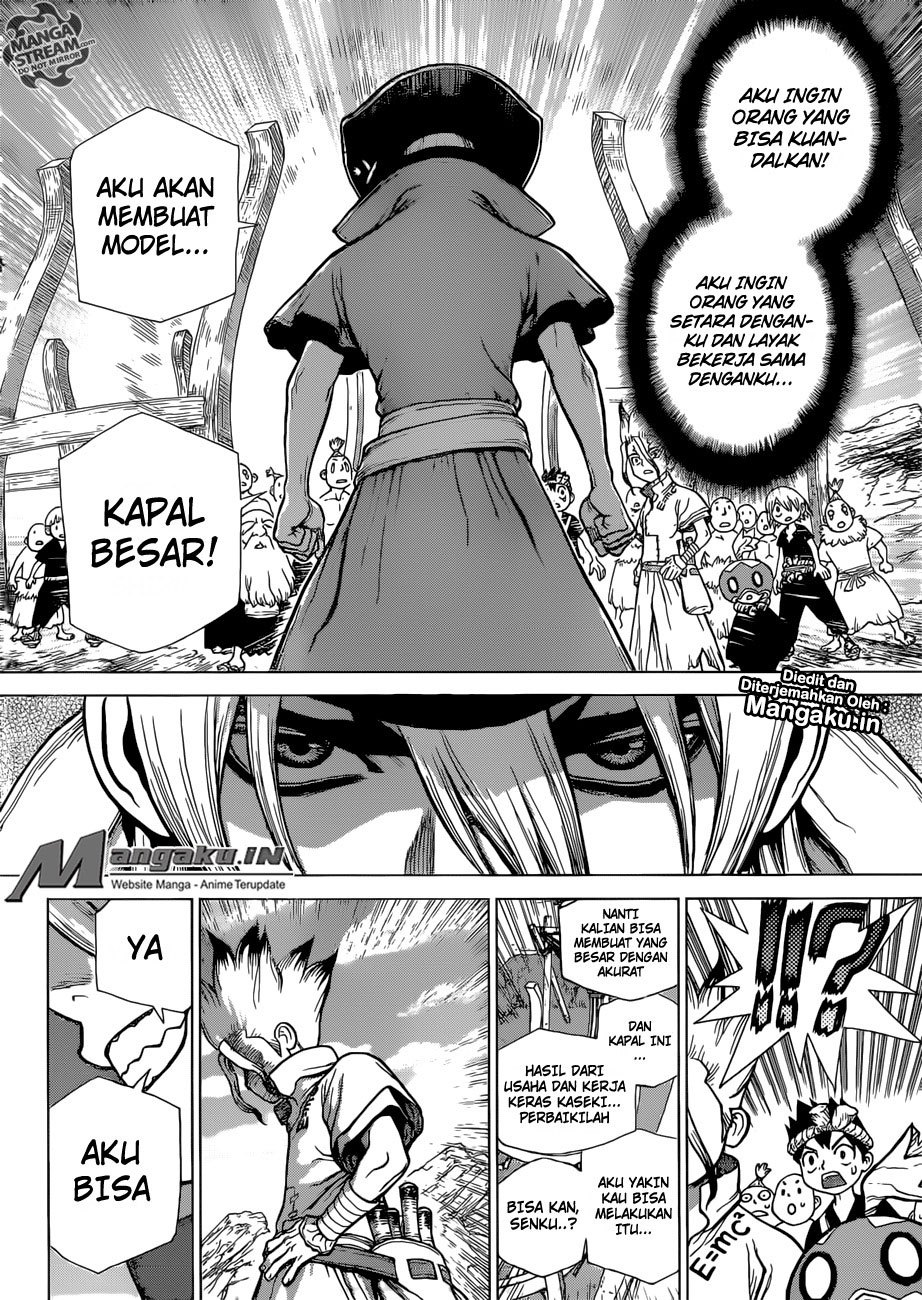 MANGA
STREAM.com
DO NOT MIRROR
AKU INGIN
ORANG YANG
BISA KUAN-
DALKAN!
AKU INGIN
ORANG YANG
SETARA DENGAN-
KU DAN LAYAK
BEKERJA SAMA
DENGANKU...
AKU AKAN
MEMBUAT
MODEL...
KAPAL
BESAR!
Diedit dan
Diterjemahkan Oleh :
Mangaku.in
Mangaku.IN
Website Manga - Anime Terupdate
!!?
E=mc²
NANTI
KALIAN BISA
MEMBUAT YANG
BESAR DENGAN
AKURAT
DAN
KAPAL INI
...
HASIL DARI
USAHA DAN KERJA
KERAS KASEKI...
PERBAIKILAH
AKU YAKIN
KAU BISA
MELAKUKAN
ITU...
BISA KAN,
SENKU..?
YA
AKU
BISA